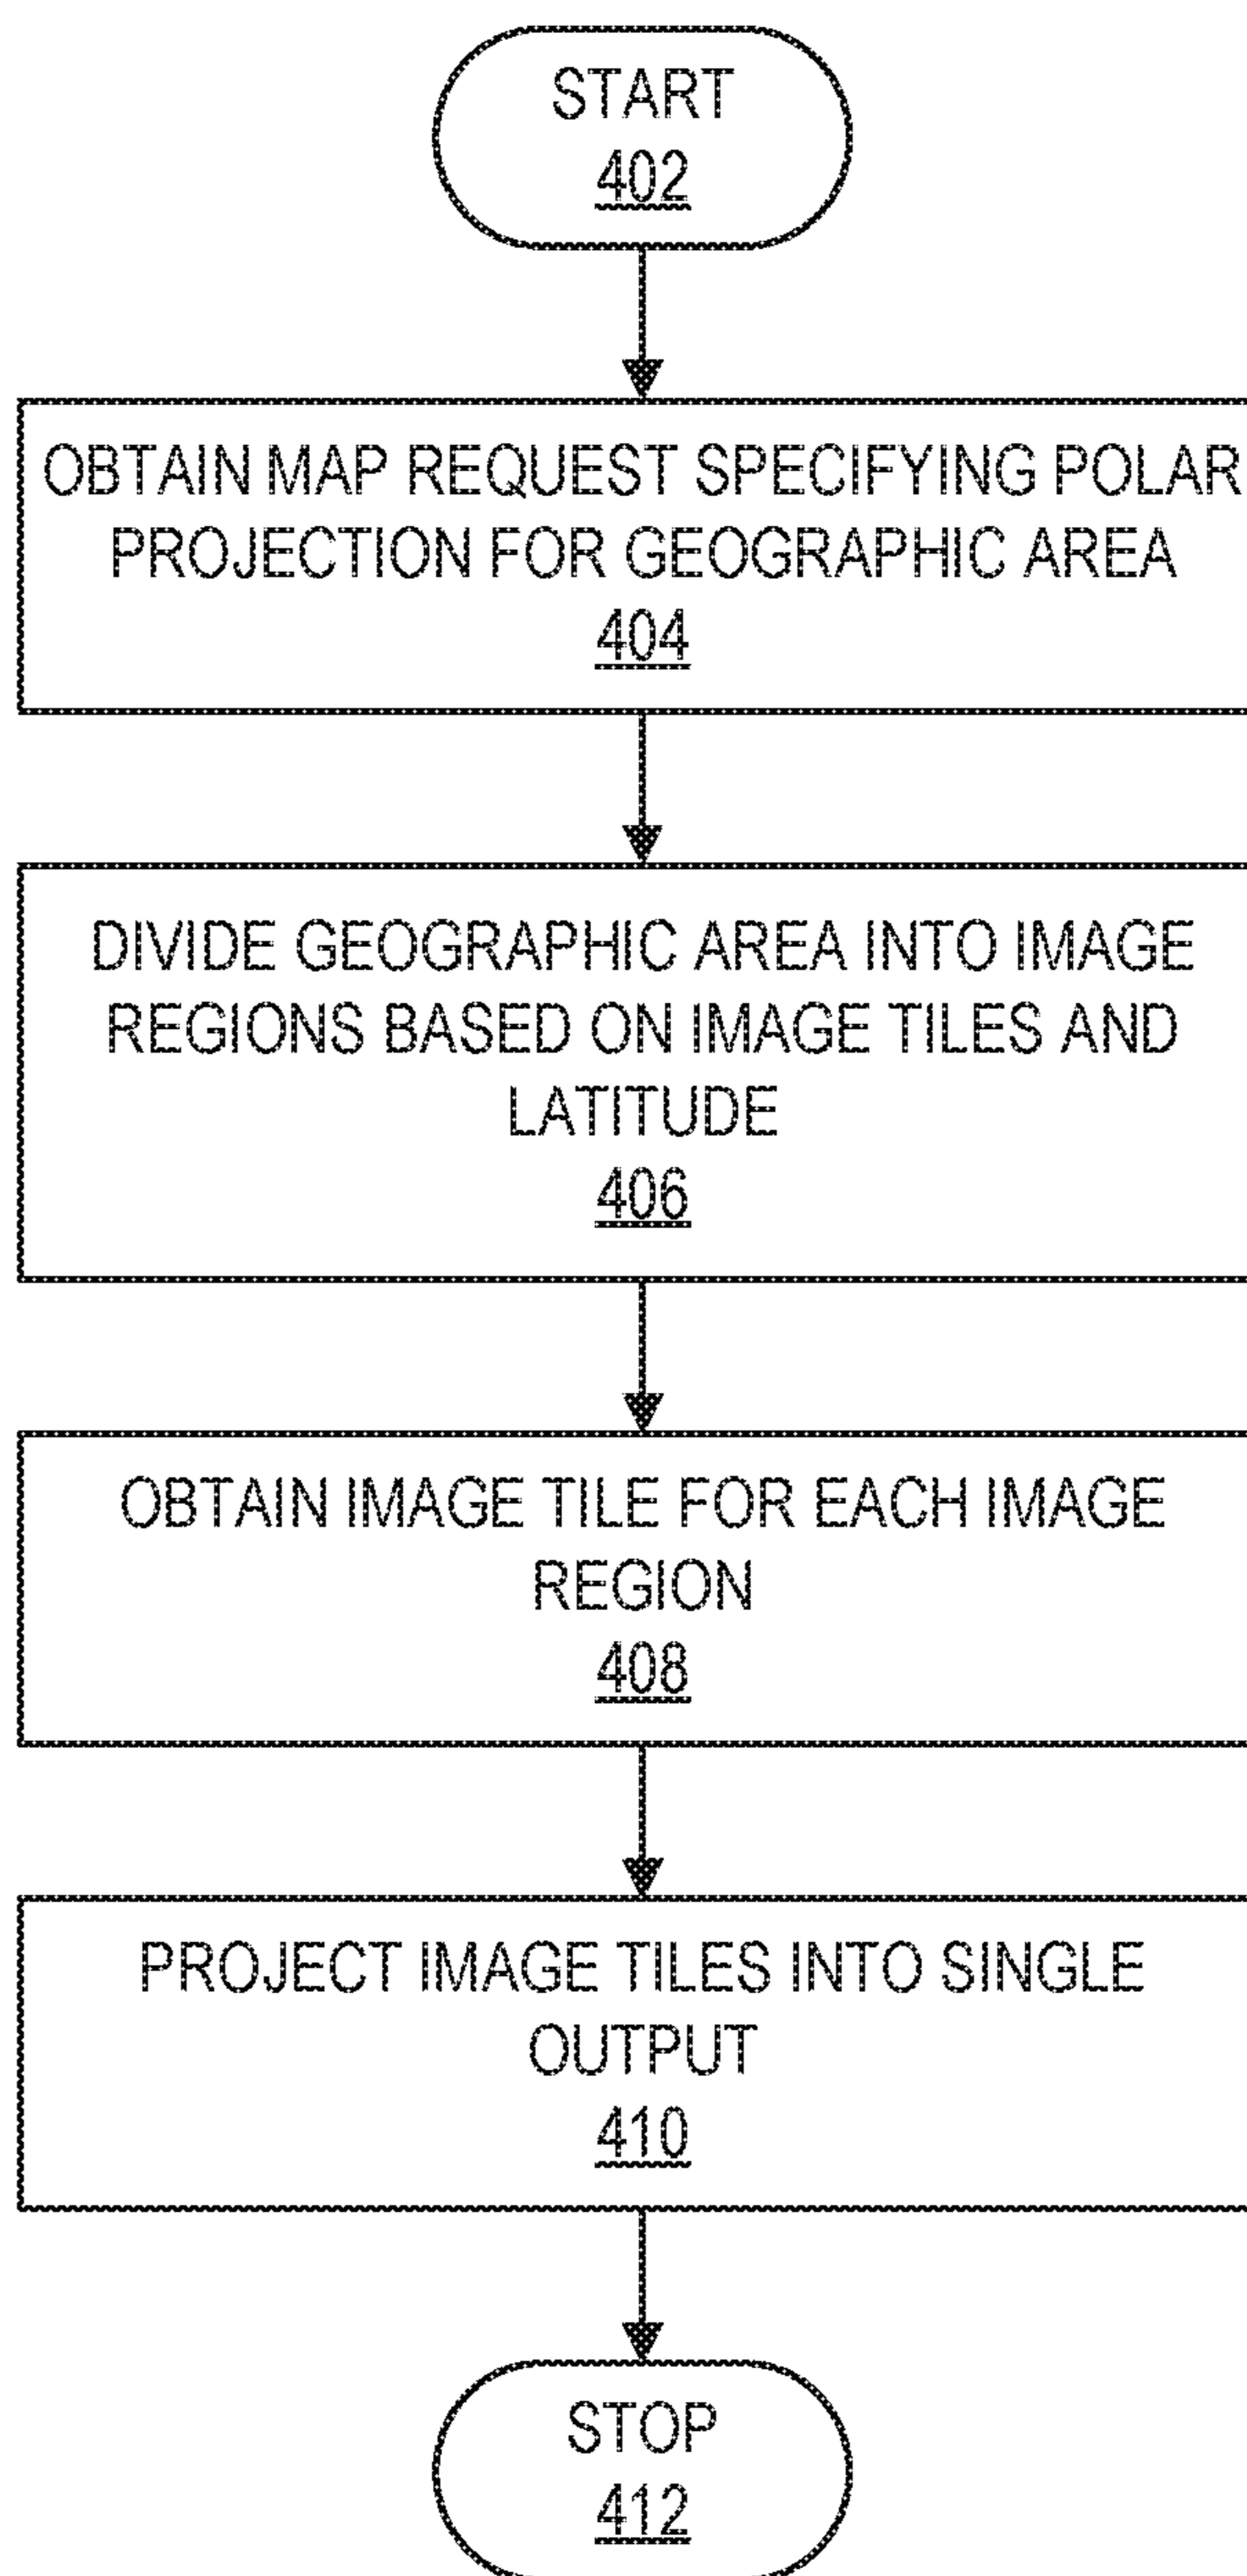 START
402
OBTAIN MAP REQUEST SPECIFYING POLAR
PROJECTION FOR GEOGRAPHIC AREA
404
DIVIDE GEOGRAPHIC AREA INTO IMAGE
REGIONS BASED ON IMAGE TILES AND
LATITUDE
406
OBTAIN IMAGE TILE FOR EACH IMAGE
REGION
408
PROJECT IMAGE TILES INTO SINGLE
OUTPUT
410
STOP
412